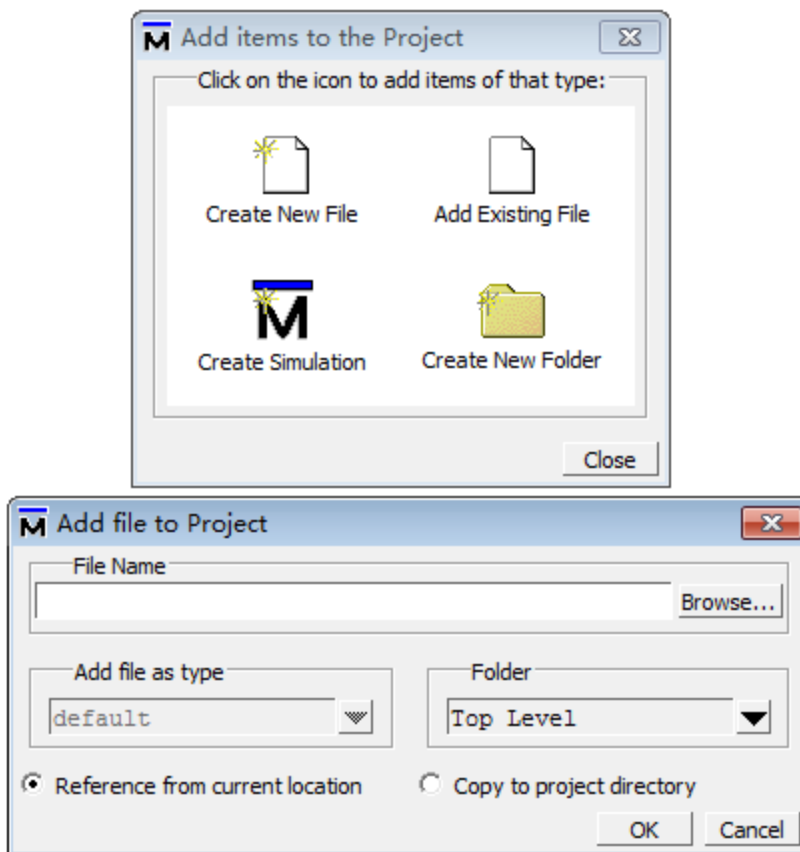 Add items to the Project
Click on the icon to add items of that type:
Create New File Add Existing File
Create Simulation Create New Folder
Close
Add file to Project
File Name
Browse...
Add file as type Folder
default Top Level
Reference from current location Copy to project directory
OK Cancel